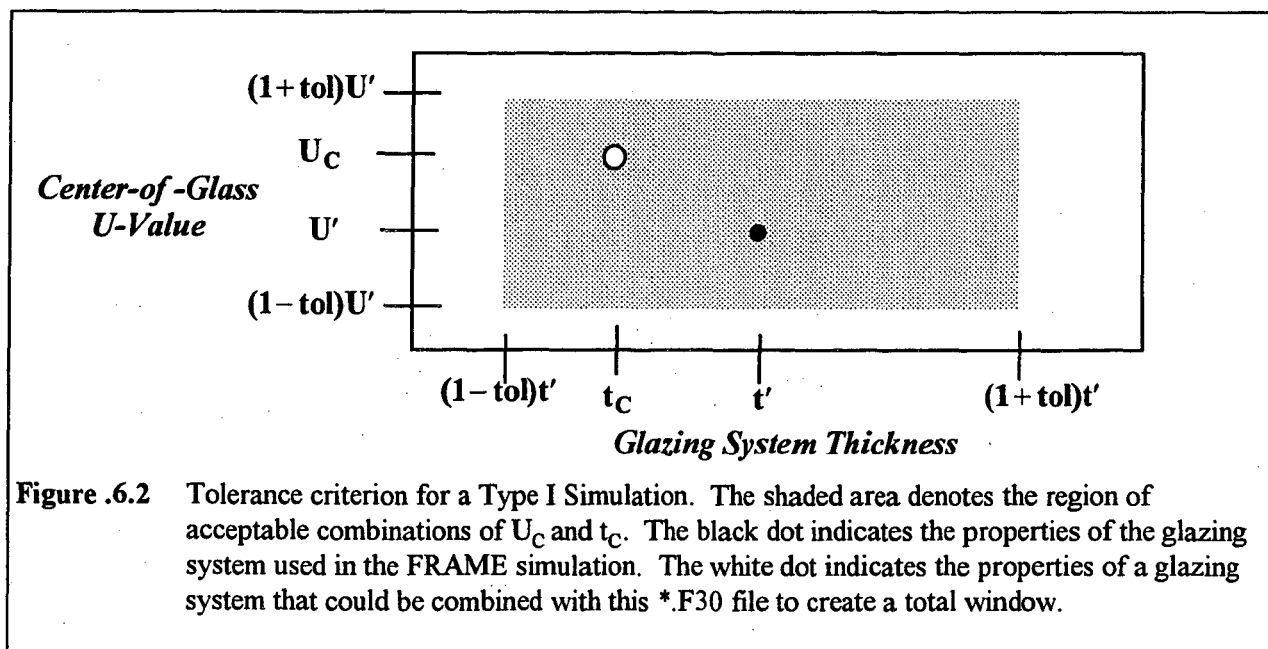 (1+tol)U′
U_C
Center-of -Glass
U-Value
U′
(1−tol)U′
(1−tol)t′
t_C
t′
(1+tol)t′
Glazing System Thickness
Figure .6.2 Tolerance criterion for a Type I Simulation. The shaded area denotes the region of
acceptable combinations of U_C and t_C. The black dot indicates the properties of the glazing
system used in the FRAME simulation. The white dot indicates the properties of a glazing
system that could be combined with this *.F30 file to create a total window.